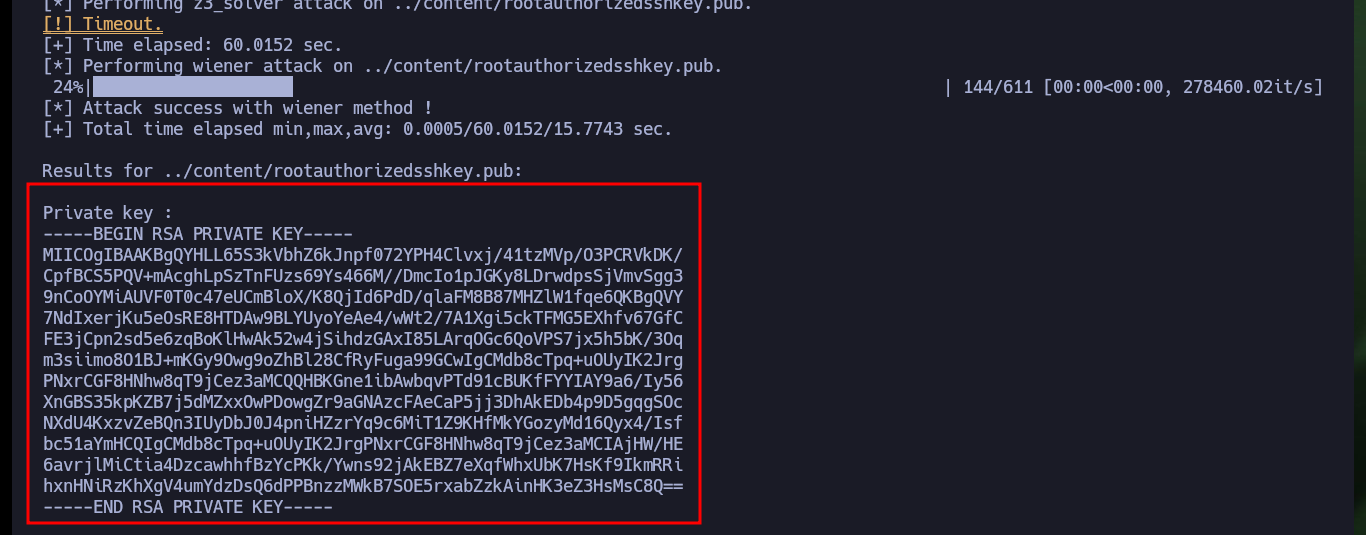 [*] Performing z3_solver attack on ../content/rootauthorizedsshkey.pub.
[!] Timeout.
[+] Time elapsed: 60.0152 sec.
[*] Performing wiener attack on ../content/rootauthorizedsshkey.pub.
24%| | 144/611 [00:00<00:00, 278460.02it/s]
[*] Attack success with wiener method !
[+] Total time elapsed min,max,avg: 0.0005/60.0152/15.7743 sec.
Results for ../content/rootauthorizedsshkey.pub:
Private key :
-----BEGIN RSA PRIVATE KEY-----
MIICOgIBAAKBgQYHLL65S3kVbhZ6kJnpf072YPH4Clvxj/41tzMVp/O3PCRVkDK/
CpfBCS5PQV+mAcghLpSzTnFUzs69Ys466M//DmcIo1pJGKy8LDrwdpsSjVmvSgg3
9nCoOYMiAUVF0T0c47eUCmBloX/K8QjId6PdD/qlaFM8B87MHZlW1fqe6QKBgQVY
7NdIxerjKu5eOsRE8HTDAw9BLYUyoYeAe4/wWt2/7A1Xgi5ckTFMG5EXhfv67GfC
FE3jCpn2sd5e6zqBoKlHwAk52w4jSihdzGAxI85LArqOGc6QoVPS7jx5h5bK/3Oq
m3siimo8O1BJ+mKGy9Owg9oZhBl28CfRyFuga99GCwIgCMdb8cTpq+uOUyIK2Jrg
PNxrCGF8HNhw8qT9jCez3aMCQQHBKGne1ibAwbqvPTd91cBUKfFYYIAY9a6/Iy56
XnGBS35kpKZB7j5dMZxxOwPDowgZr9aGNAzcFAeCaP5jj3DhAkEDb4p9D5gqgSOc
NXdU4KxzvZeBQn3IUyDbJ0J4pniHZzrYq9c6MiT1Z9KHfMkYGozyMd16Qyx4/Isf
bc51aYmHCQIgCMdb8cTpq+uOUyIK2JrgPNxrCGF8HNhw8qT9jCez3aMCIAjHW/HE
6avrjlMiCtia4DzcawhhfBzYcPKk/Ywns92jAkEBZ7eXqfWhxUbK7HsKf9IkmRRi
hxnHNiRzKhXgV4umYdzDsQ6dPPBnzzMWkB7SOE5rxabZzkAinHK3eZ3HsMsC8Q==
-----END RSA PRIVATE KEY-----